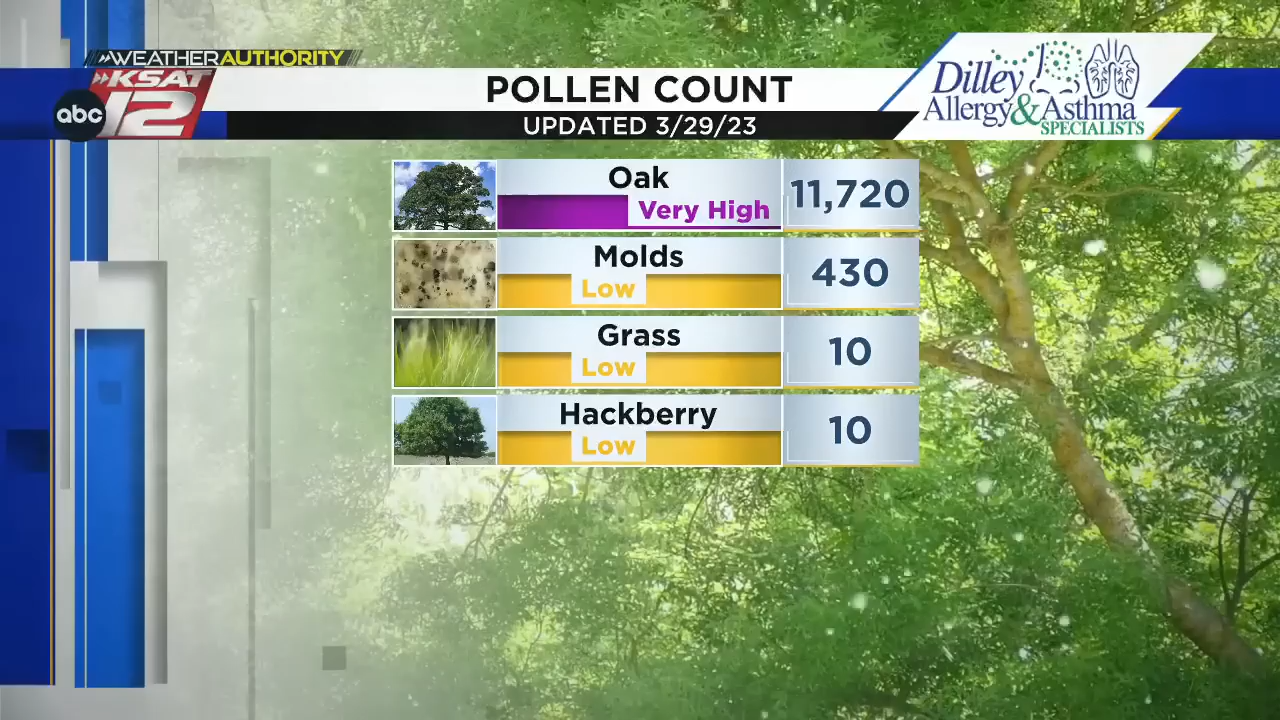 WEATHER AUTHORITY
KSAT
abc 12
POLLEN COUNT
UPDATED 3/29/23
Dilley
Allergy & Asthma
SPECIALISTS
Oak
Very High
11,720
Molds
Low
430
Grass
Low
10
Hackberry
Low
10